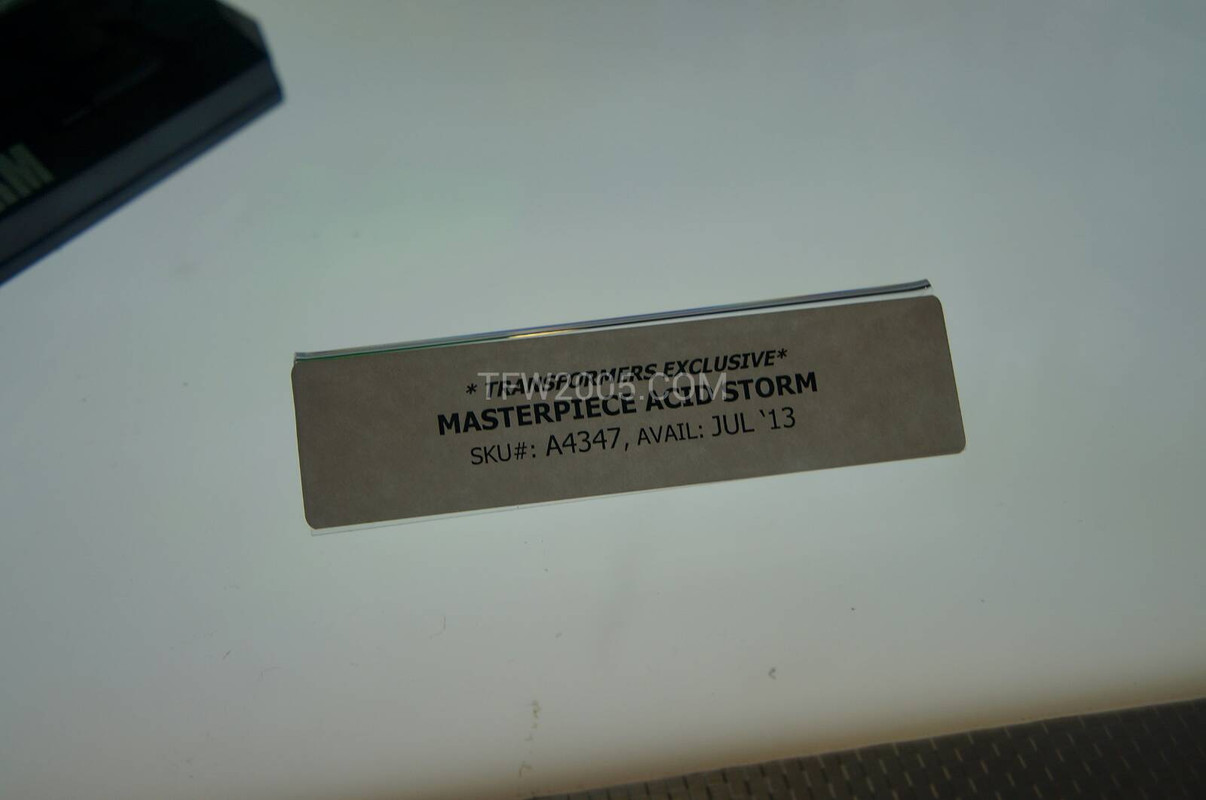 * TRANSFORMERS EXCLUSIVE*
TFW2005.COM
MASTERPIECE ACID STORM
SKU#: A4347, AVAIL: JUL ‘13